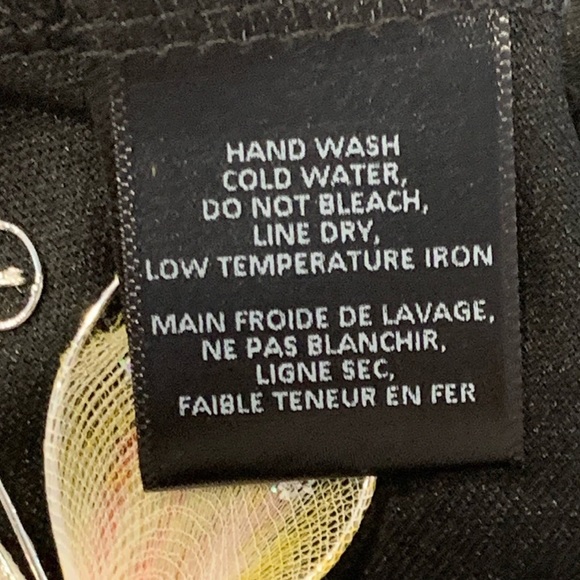 HAND WASH
COLD WATER,
DO NOT BLEACH,
LINE DRY,
LOW TEMPERATURE IRON
MAIN FROIDE DE LAVAGE,
NE PAS BLANCHIR,
LIGNE SEC,
FAIBLE TENEUR EN FER